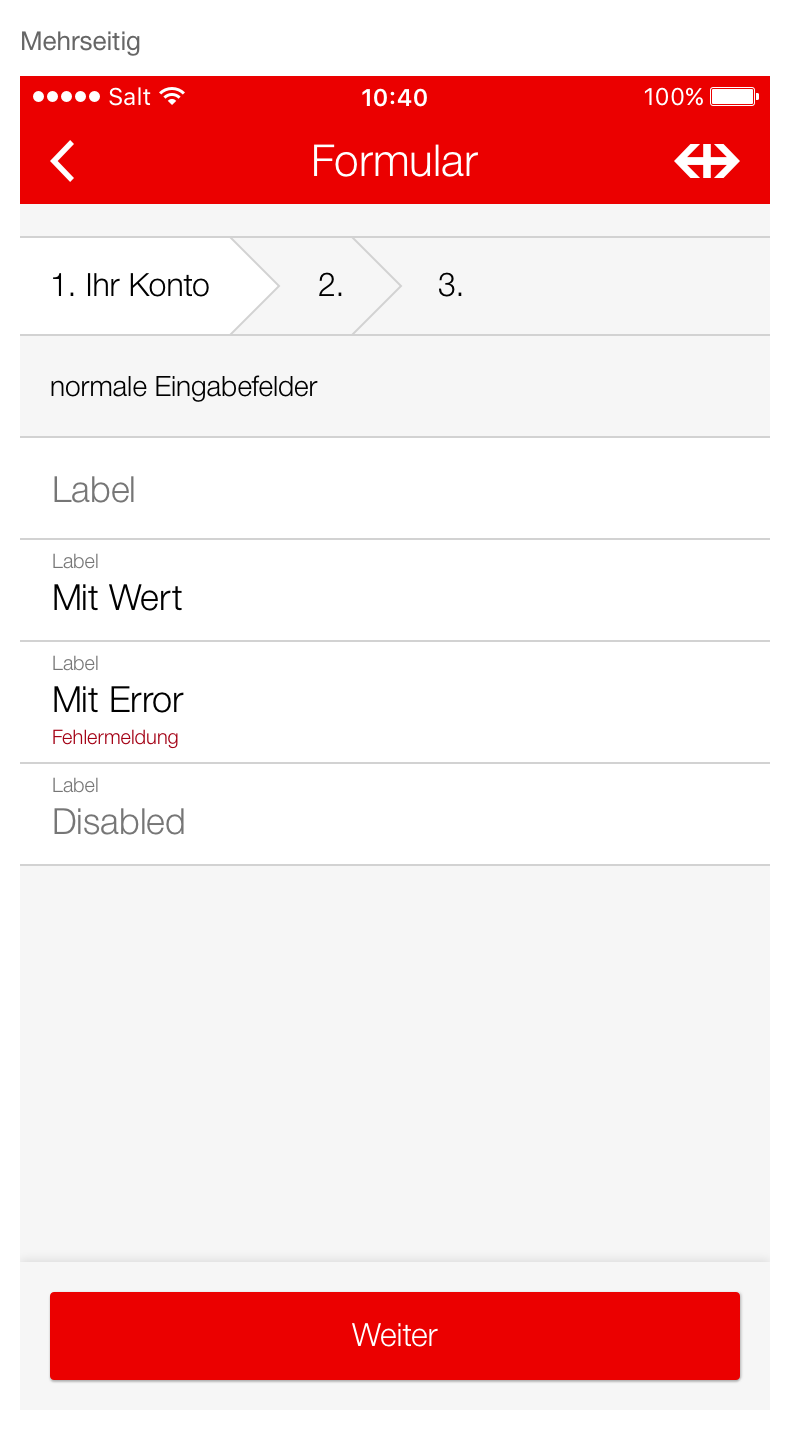 Mehrseitig
Salt 10:40 100%
Formular
1. Ihr Konto 2. 3.
normale Eingabefelder
Label
Label
Mit Wert
Label
Mit Error
Fehlermeldung
Label
Disabled
Weiter